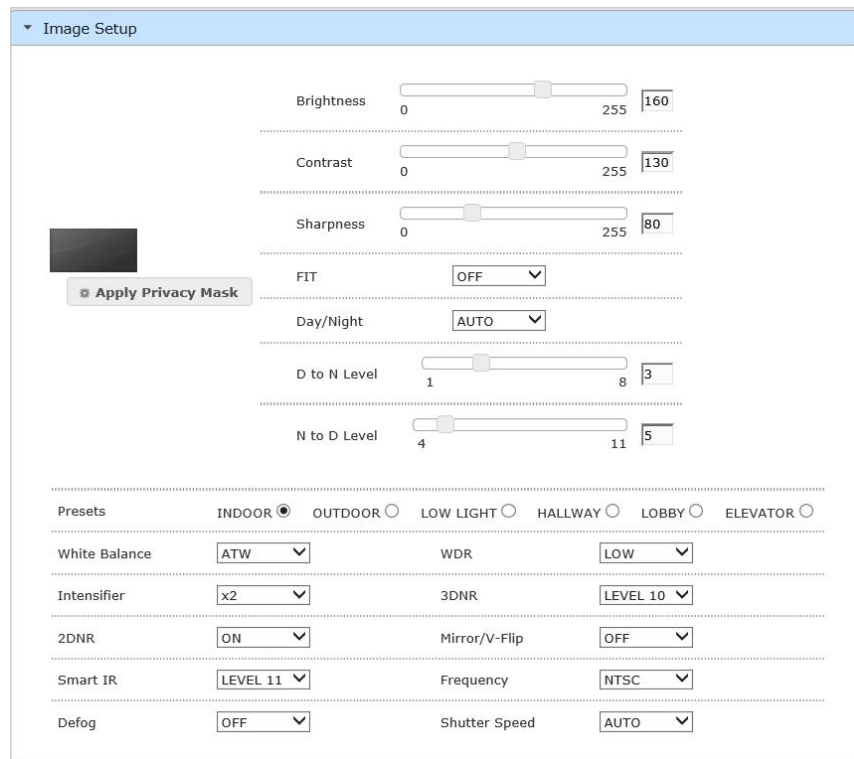 Image Setup
Brightness 0 255 160
Contrast 0 255 130
Sharpness 0 255 80
Apply Privacy Mask
FIT OFF
Day/Night AUTO
D to N Level 1 8 3
N to D Level 4 11 5
Presets INDOOR OUTDOOR LOW LIGHT HALLWAY LOBBY ELEVATOR
White Balance ATW WDR LOW
Intensifier x2 3DNR LEVEL 10
2DNR ON Mirror/V-Flip OFF
Smart IR LEVEL 11 Frequency NTSC
Defog OFF Shutter Speed AUTO